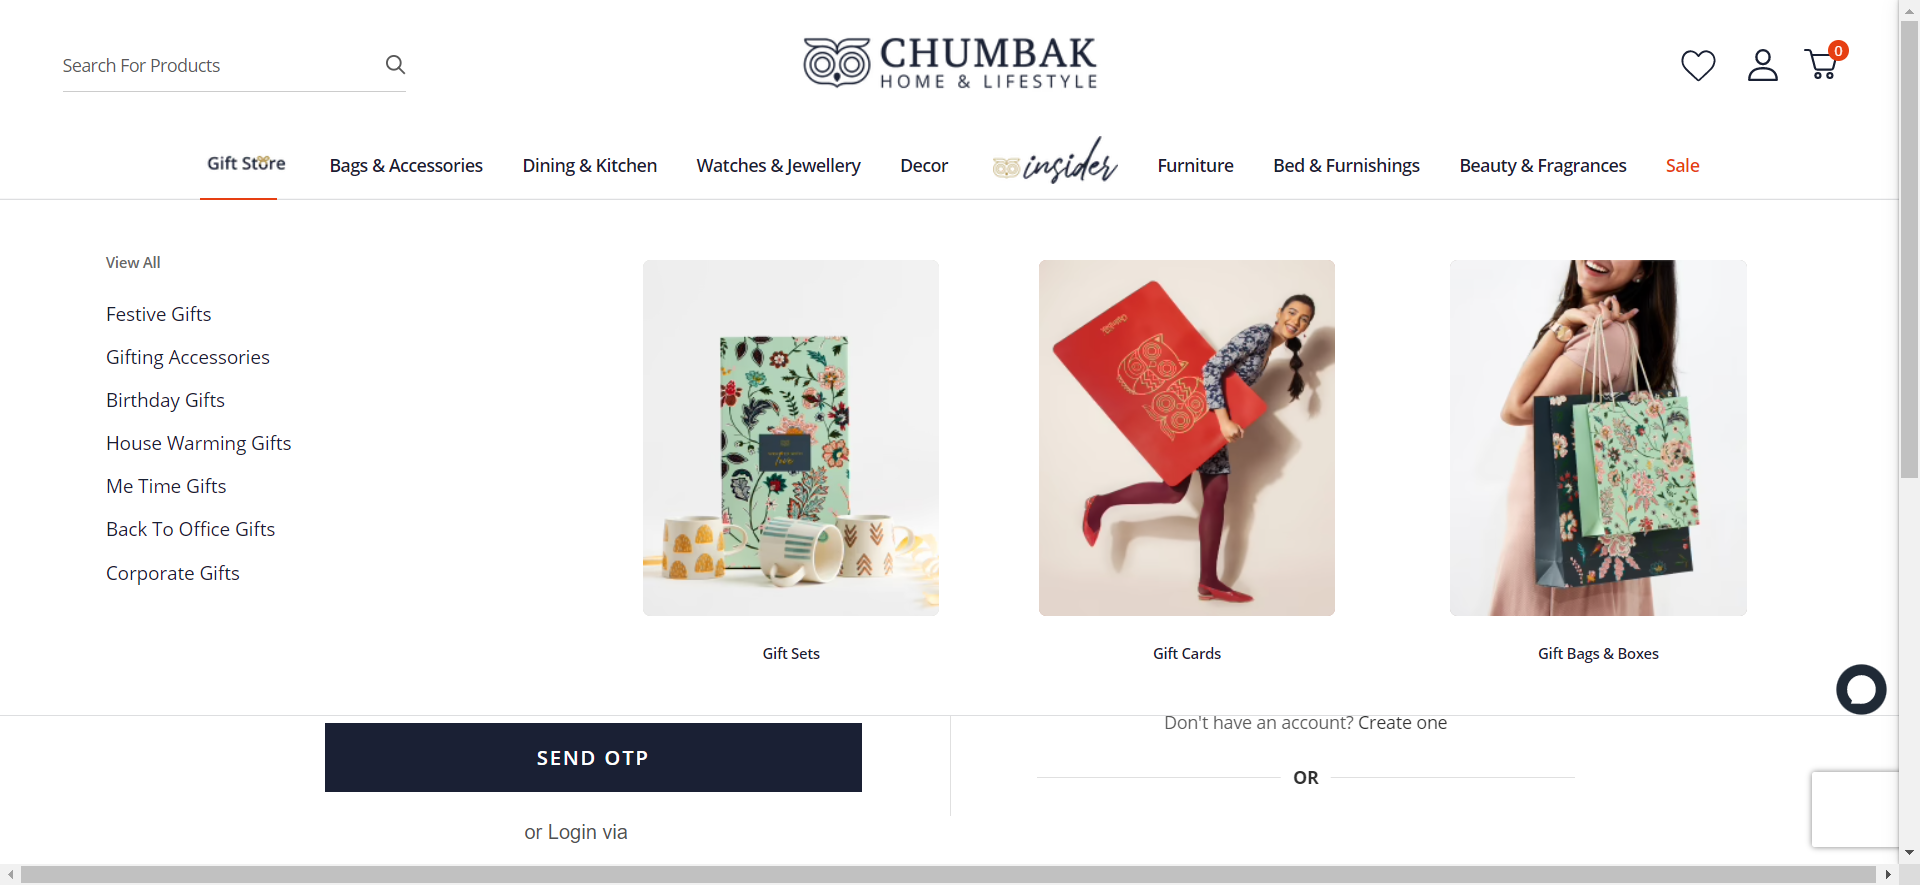 Search For Products
CHUMBAK
HOME & LIFESTYLE
0
Gift Store
Bags & Accessories
Dining & Kitchen
Watches & Jewellery
Decor
insider
Furniture
Bed & Furnishings
Beauty & Fragrances
Sale
View All
Festive Gifts
Gifting Accessories
Birthday Gifts
House Warming Gifts
Me Time Gifts
Back To Office Gifts
Corporate Gifts
love
Gift Sets
Gift Cards
Gift Bags & Boxes
SEND OTP
or Login via
Don't have an account? Create one
OR